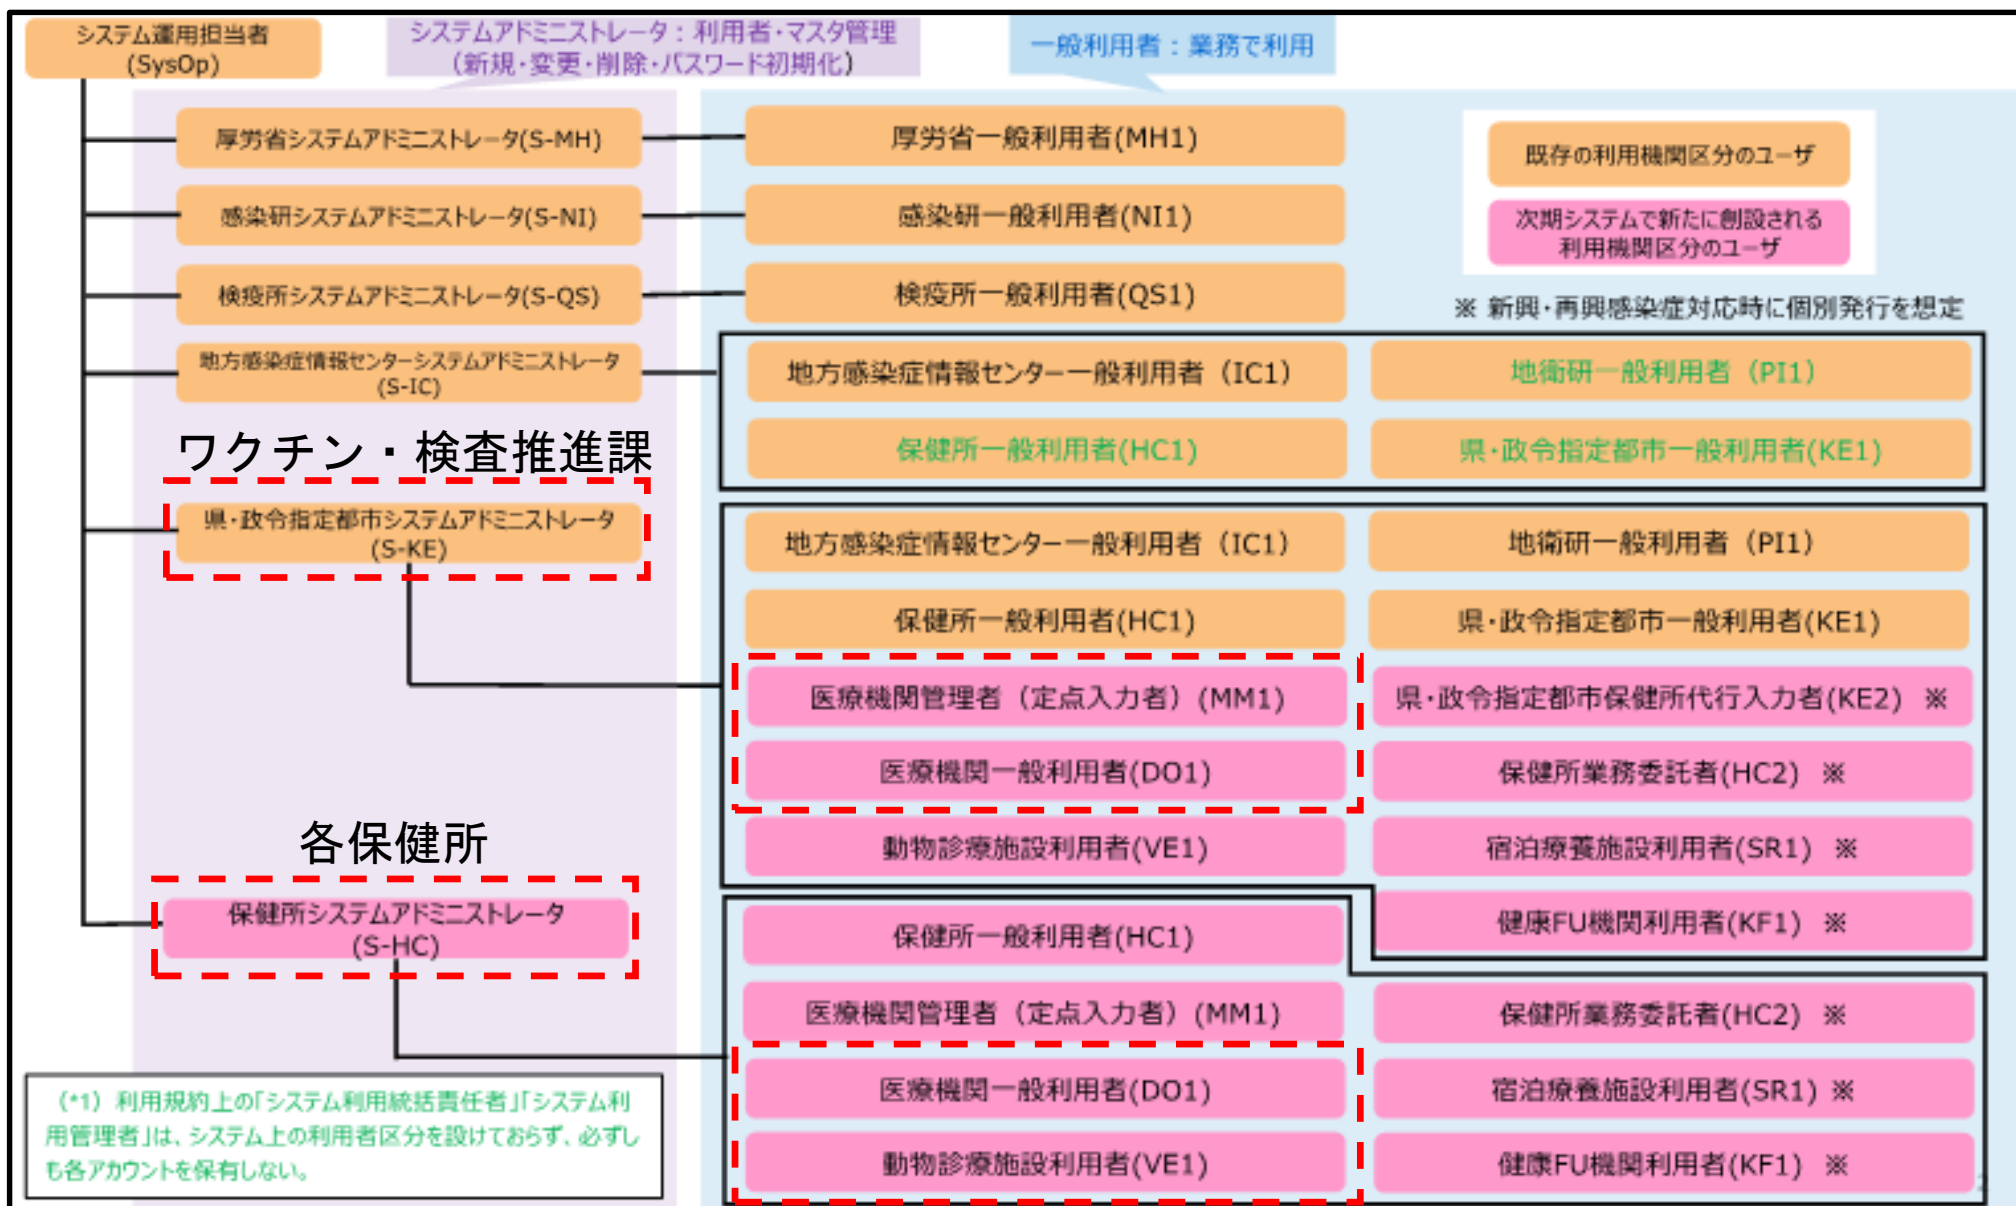 システム運用担当者
(SysOp)
システムアドミニストレータ：利用者・マスタ管理
（新規・変更・削除・パスワード初期化）
一般利用者：業務で利用
厚労省システムアドミニストレータ(S-MH)
厚労省一般利用者(MH1)
既存の利用機関区分のユーザ
感染研システムアドミニストレータ(S-NI)
感染研一般利用者(NI1)
次期システムで新たに創設される
利用機関区分のユーザ
検疫所システムアドミニストレータ(S-QS)
検疫所一般利用者(QS1)
※ 新興・再興感染症対応時に個別発行を想定
地方感染症情報センターシステムアドミニストレータ
(S-IC)
地方感染症情報センター一般利用者（IC1）
地衛研一般利用者（PI1）
保健所一般利用者(HC1)
県・政令指定都市一般利用者(KE1)
ワクチン・検査推進課
県・政令指定都市システムアドミニストレータ
(S-KE)
地方感染症情報センター一般利用者（IC1）
地衛研一般利用者（PI1）
保健所一般利用者(HC1)
県・政令指定都市一般利用者(KE1)
医療機関管理者（定点入力者）(MM1)
県・政令指定都市保健所代行入力者(KE2) ※
医療機関一般利用者(DO1)
保健所業務委託者(HC2) ※
動物診療施設利用者(VE1)
宿泊療養施設利用者(SR1) ※
健康FU機関利用者(KF1) ※
各保健所
保健所システムアドミニストレータ
(S-HC)
保健所一般利用者(HC1)
医療機関管理者（定点入力者）(MM1)
保健所業務委託者(HC2) ※
医療機関一般利用者(DO1)
宿泊療養施設利用者(SR1) ※
動物診療施設利用者(VE1)
健康FU機関利用者(KF1) ※
（*1）利用規約上の「システム利用統括責任者」「システム利
用管理者」は、システム上の利用者区分を設けておらず、必ずし
も各アカウントを保有しない。
2